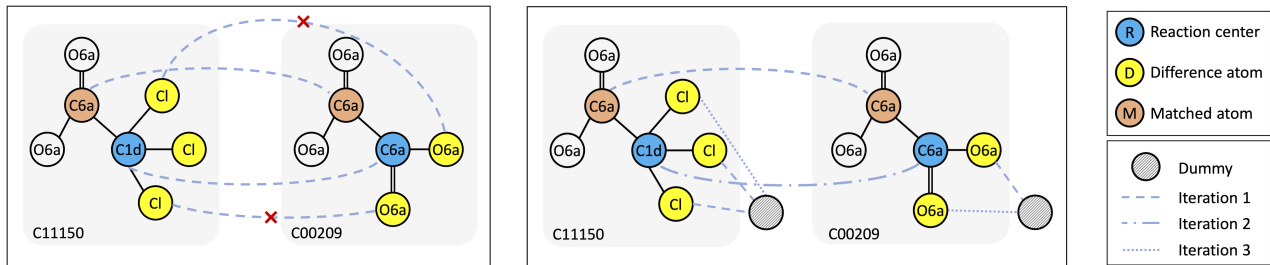 O6a
C6a
O6a
C1d
Cl
Cl
Cl
C11150
O6a
C6a
O6a
C6a
O6a
O6a
C00209
O6a
C6a
O6a
C1d
Cl
Cl
Cl
C11150
O6a
C6a
O6a
C6a
O6a
O6a
C00209
R Reaction center
D Difference atom
M Matched atom
Dummy
Iteration 1
Iteration 2
Iteration 3